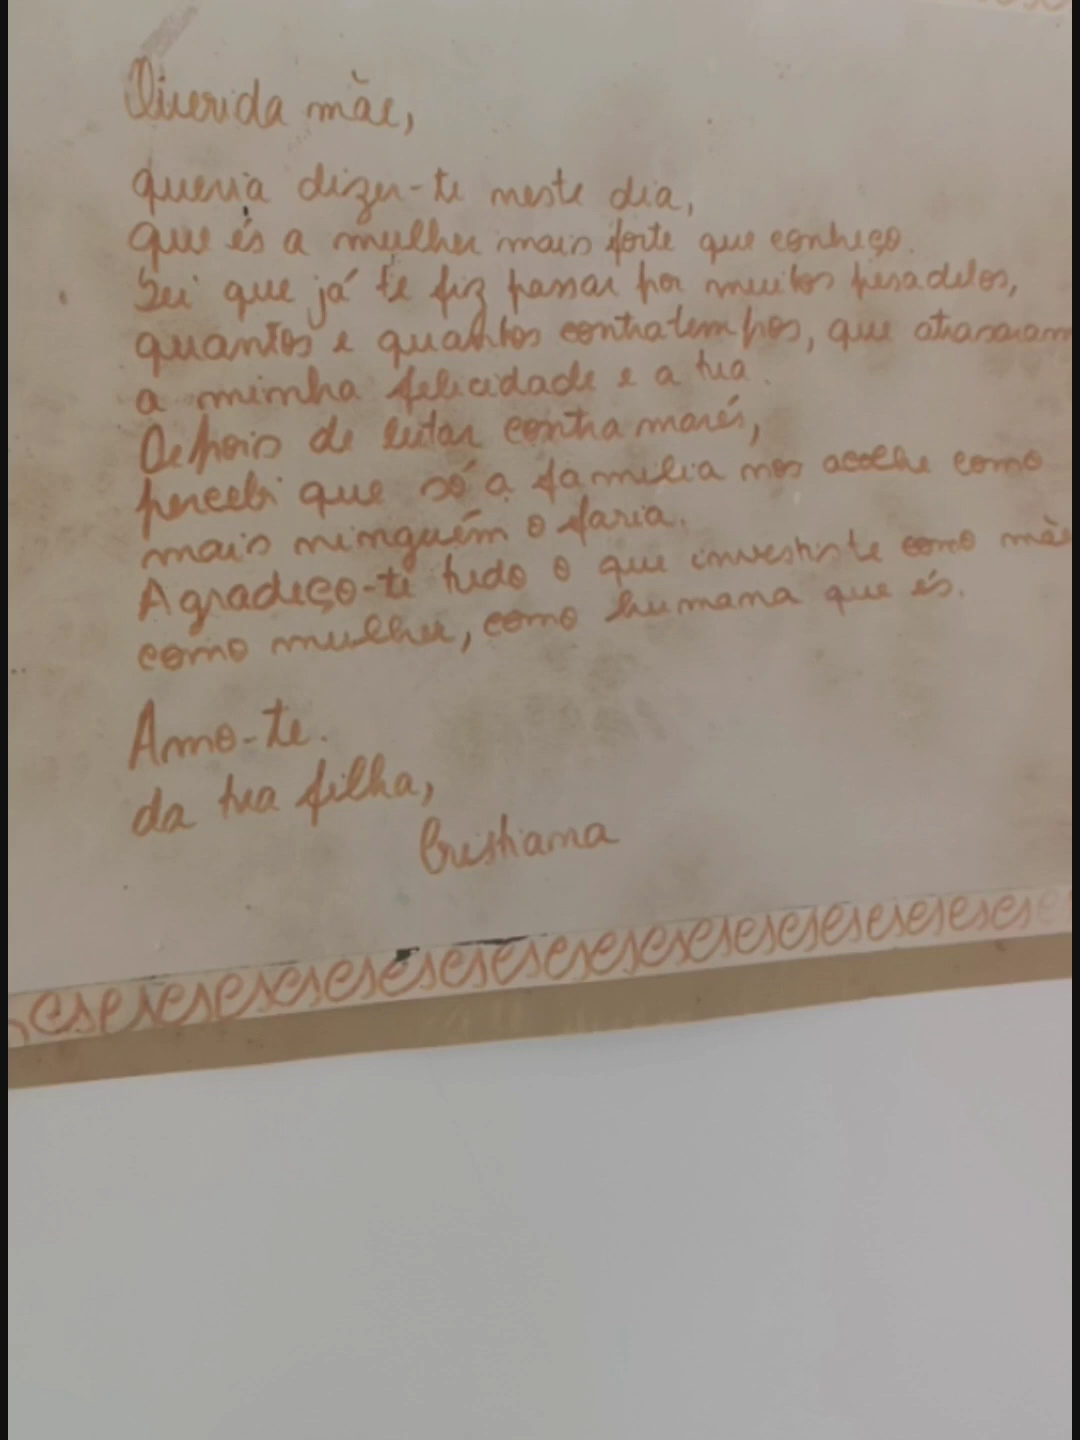 Querida mãe,
queria dizer-te neste dia,
que és a mulher mais forte que conheço.
Sei que já te fiz passar por muitos pesadelos,
quantos e quantos contratempos, que atrasaram
a minha felicidade e a tua.
Depois de lutar contra marés,
percebi que só a família nos acolhe como
mais ninguém o faria.
Agradeço-te tudo o que investiste como mãe
como mulher, como humana que és.
Amo-te.
da tua filha,
Cristiana